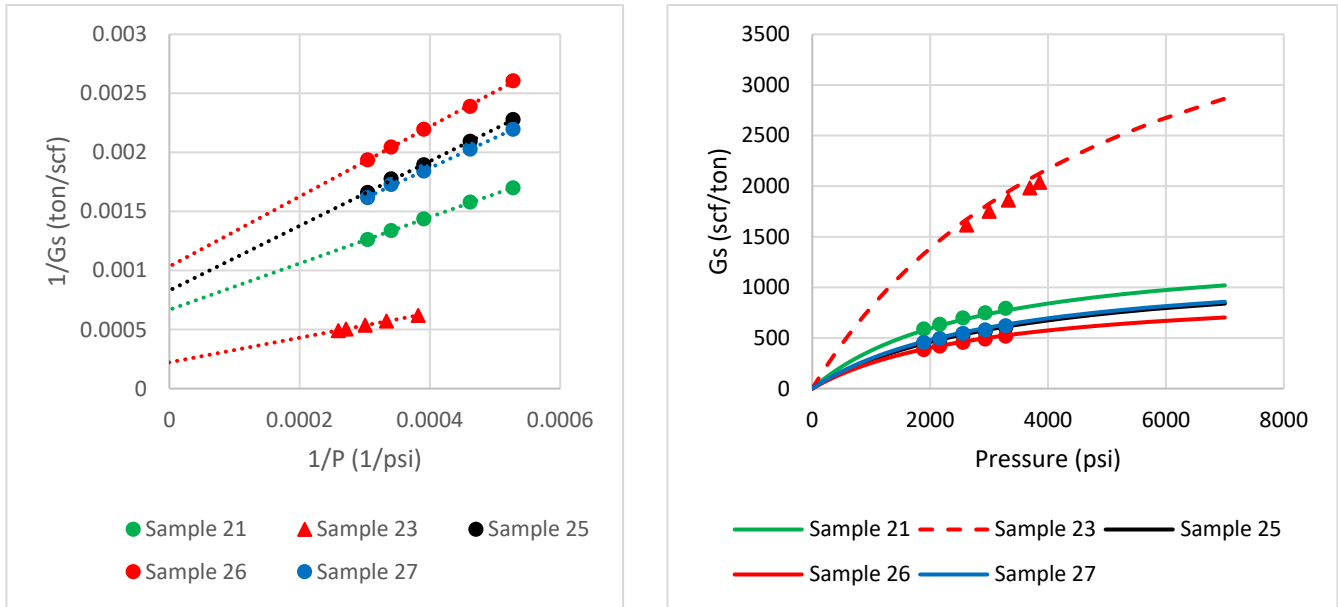 0.003
0.0025
0.002
0.0015
0.001
0.0005
0
1/Gs (ton/scf)
0 0.0002 0.0004 0.0006
1/P (1/psi)
Sample 21 Sample 23 Sample 25
Sample 26 Sample 27
3500
3000
2500
2000
1500
1000
500
0
Gs (scf/ton)
0 2000 4000 6000 8000
Pressure (psi)
Sample 21 Sample 23 Sample 25
Sample 26 Sample 27